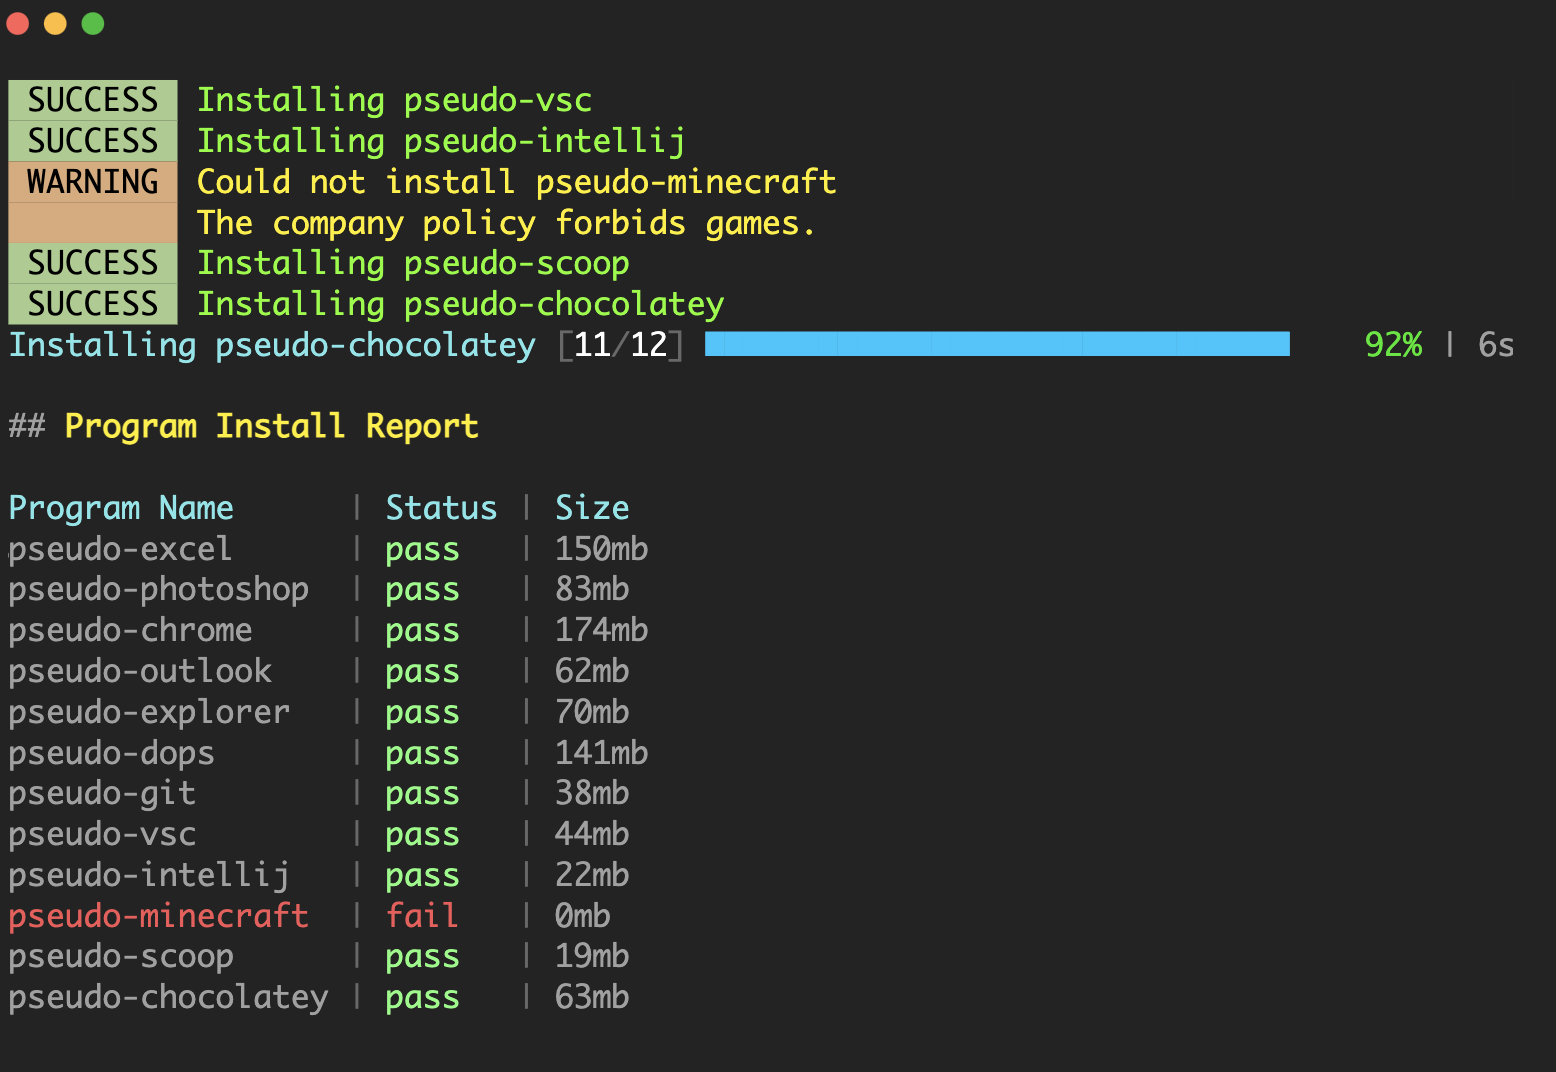 SUCCESS Installing pseudo-vsc
SUCCESS Installing pseudo-intellij
WARNING Could not install pseudo-minecraft
The company policy forbids games.
SUCCESS Installing pseudo-scoop
SUCCESS Installing pseudo-chocolatey
Installing pseudo-chocolatey [11/12] 92% | 6s
## Program Install Report
Program Name | Status | Size
pseudo-excel | pass | 150mb
pseudo-photoshop | pass | 83mb
pseudo-chrome | pass | 174mb
pseudo-outlook | pass | 62mb
pseudo-explorer | pass | 70mb
pseudo-dops | pass | 141mb
pseudo-git | pass | 38mb
pseudo-vsc | pass | 44mb
pseudo-intellij | pass | 22mb
pseudo-minecraft | fail | 0mb
pseudo-scoop | pass | 19mb
pseudo-chocolatey | pass | 63mb